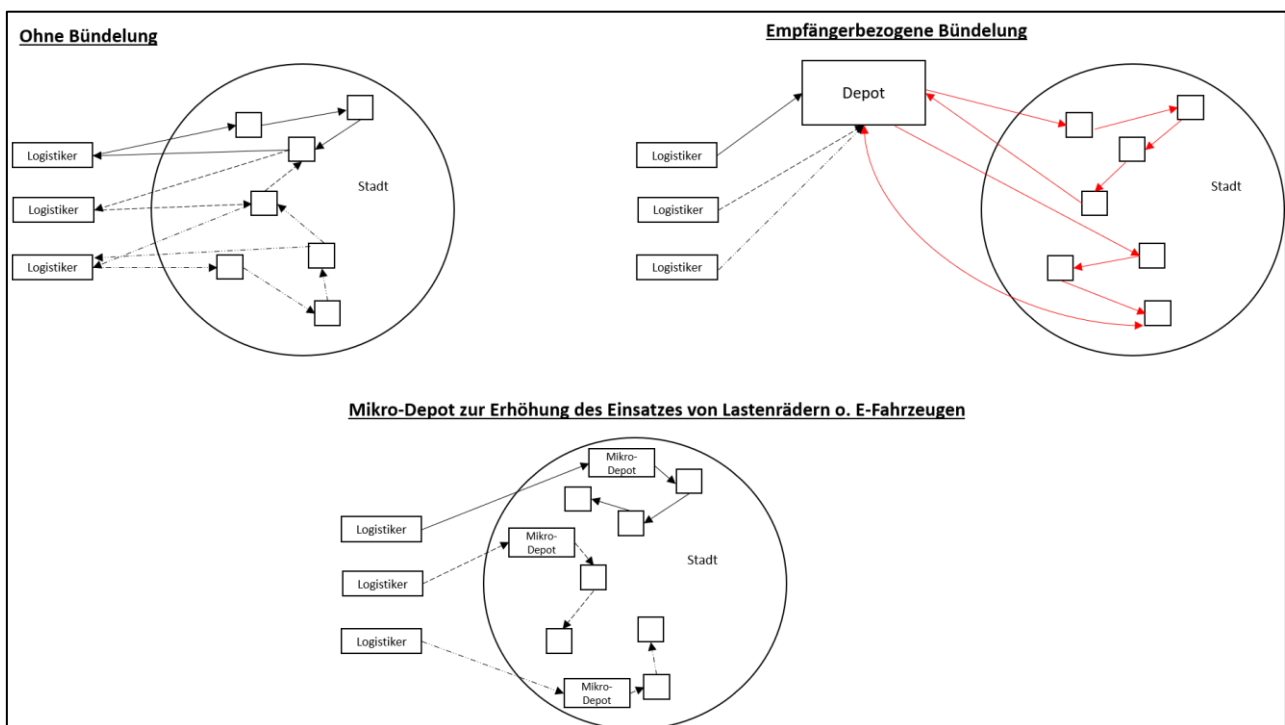 Ohne Bündelung
Logistiker
Logistiker
Logistiker
Stadt
Empfängerbezogene Bündelung
Depot
Logistiker
Logistiker
Logistiker
Stadt
Mikro-Depot zur Erhöhung des Einsatzes von Lastenrädern o. E-Fahrzeugen
Mikro-
Depot
Logistiker
Mikro-
Depot
Logistiker
Stadt
Logistiker
Mikro-
Depot